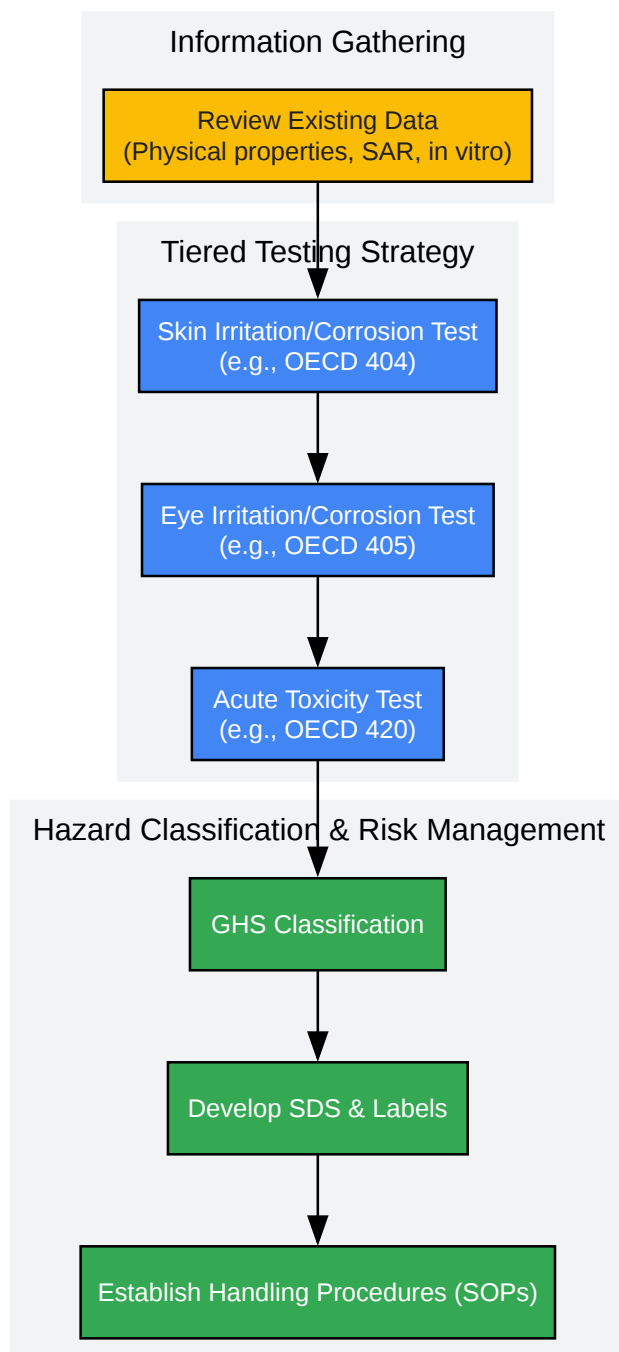 Information Gathering
Review Existing Data
(Physical properties, SAR, in vitro)
Tiered Testing Strategy
Skin Irritation/Corrosion Test
(e.g., OECD 404)
Eye Irritation/Corrosion Test
(e.g., OECD 405)
Acute Toxicity Test
(e.g., OECD 420)
Hazard Classification & Risk Management
GHS Classification
Develop SDS & Labels
Establish Handling Procedures (SOPs)